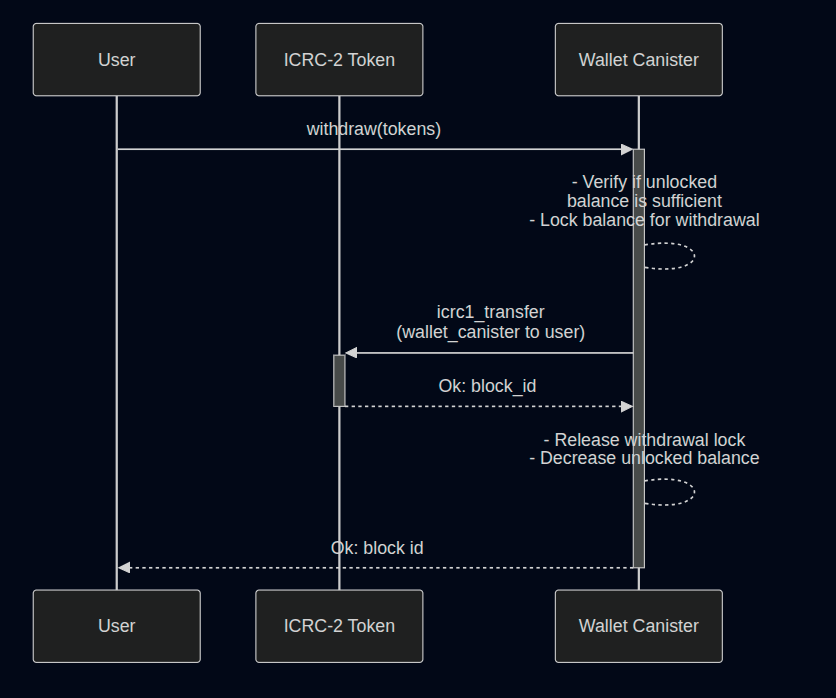 User
ICRC-2 Token
Wallet Canister
withdraw(tokens)
- Verify if unlocked
balance is sufficient
- Lock balance for withdrawal
icrc1_transfer
(wallet_canister to user)
Ok: block_id
- Release withdrawal lock
- Decrease unlocked balance
Ok: block id
User
ICRC-2 Token
Wallet Canister